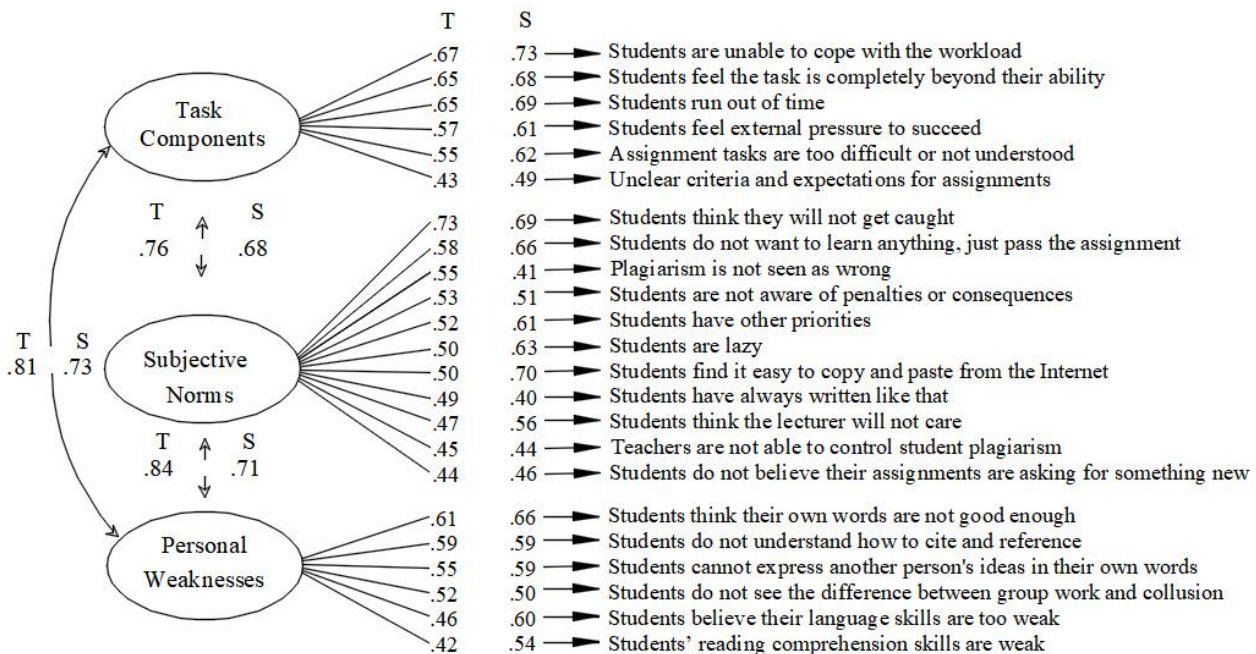 T S
.67 .73 Students are unable to cope with the workload
.65 .68 Students feel the task is completely beyond their ability
Task
Components
.65 .69 Students run out of time
.57 .61 Students feel external pressure to succeed
.55 .62 Assignment tasks are too difficult or not understood
.43 .49 Unclear criteria and expectations for assignments
T S
.76 .68
.73 .69 Students think they will not get caught
.58 .66 Students do not want to learn anything, just pass the assignment
.55 .41 Plagiarism is not seen as wrong
.53 .51 Students are not aware of penalties or consequences
.52 .61 Students have other priorities
T S
.81 .73
Subjective
Norms
.50 .63 Students are lazy
.50 .70 Students find it easy to copy and paste from the Internet
.49 .40 Students have always written like that
.47 .56 Students think the lecturer will not care
.45 .44 Teachers are not able to control student plagiarism
.44 .46 Students do not believe their assignments are asking for something new
T S
.84 .71
.61 .66 Students think their own words are not good enough
.59 .59 Students do not understand how to cite and reference
Personal
Weaknesses
.55 .59 Students cannot express another person's ideas in their own words
.52 .50 Students do not see the difference between group work and collusion
.46 .60 Students believe their language skills are too weak
.42 .54 Students’ reading comprehension skills are weak